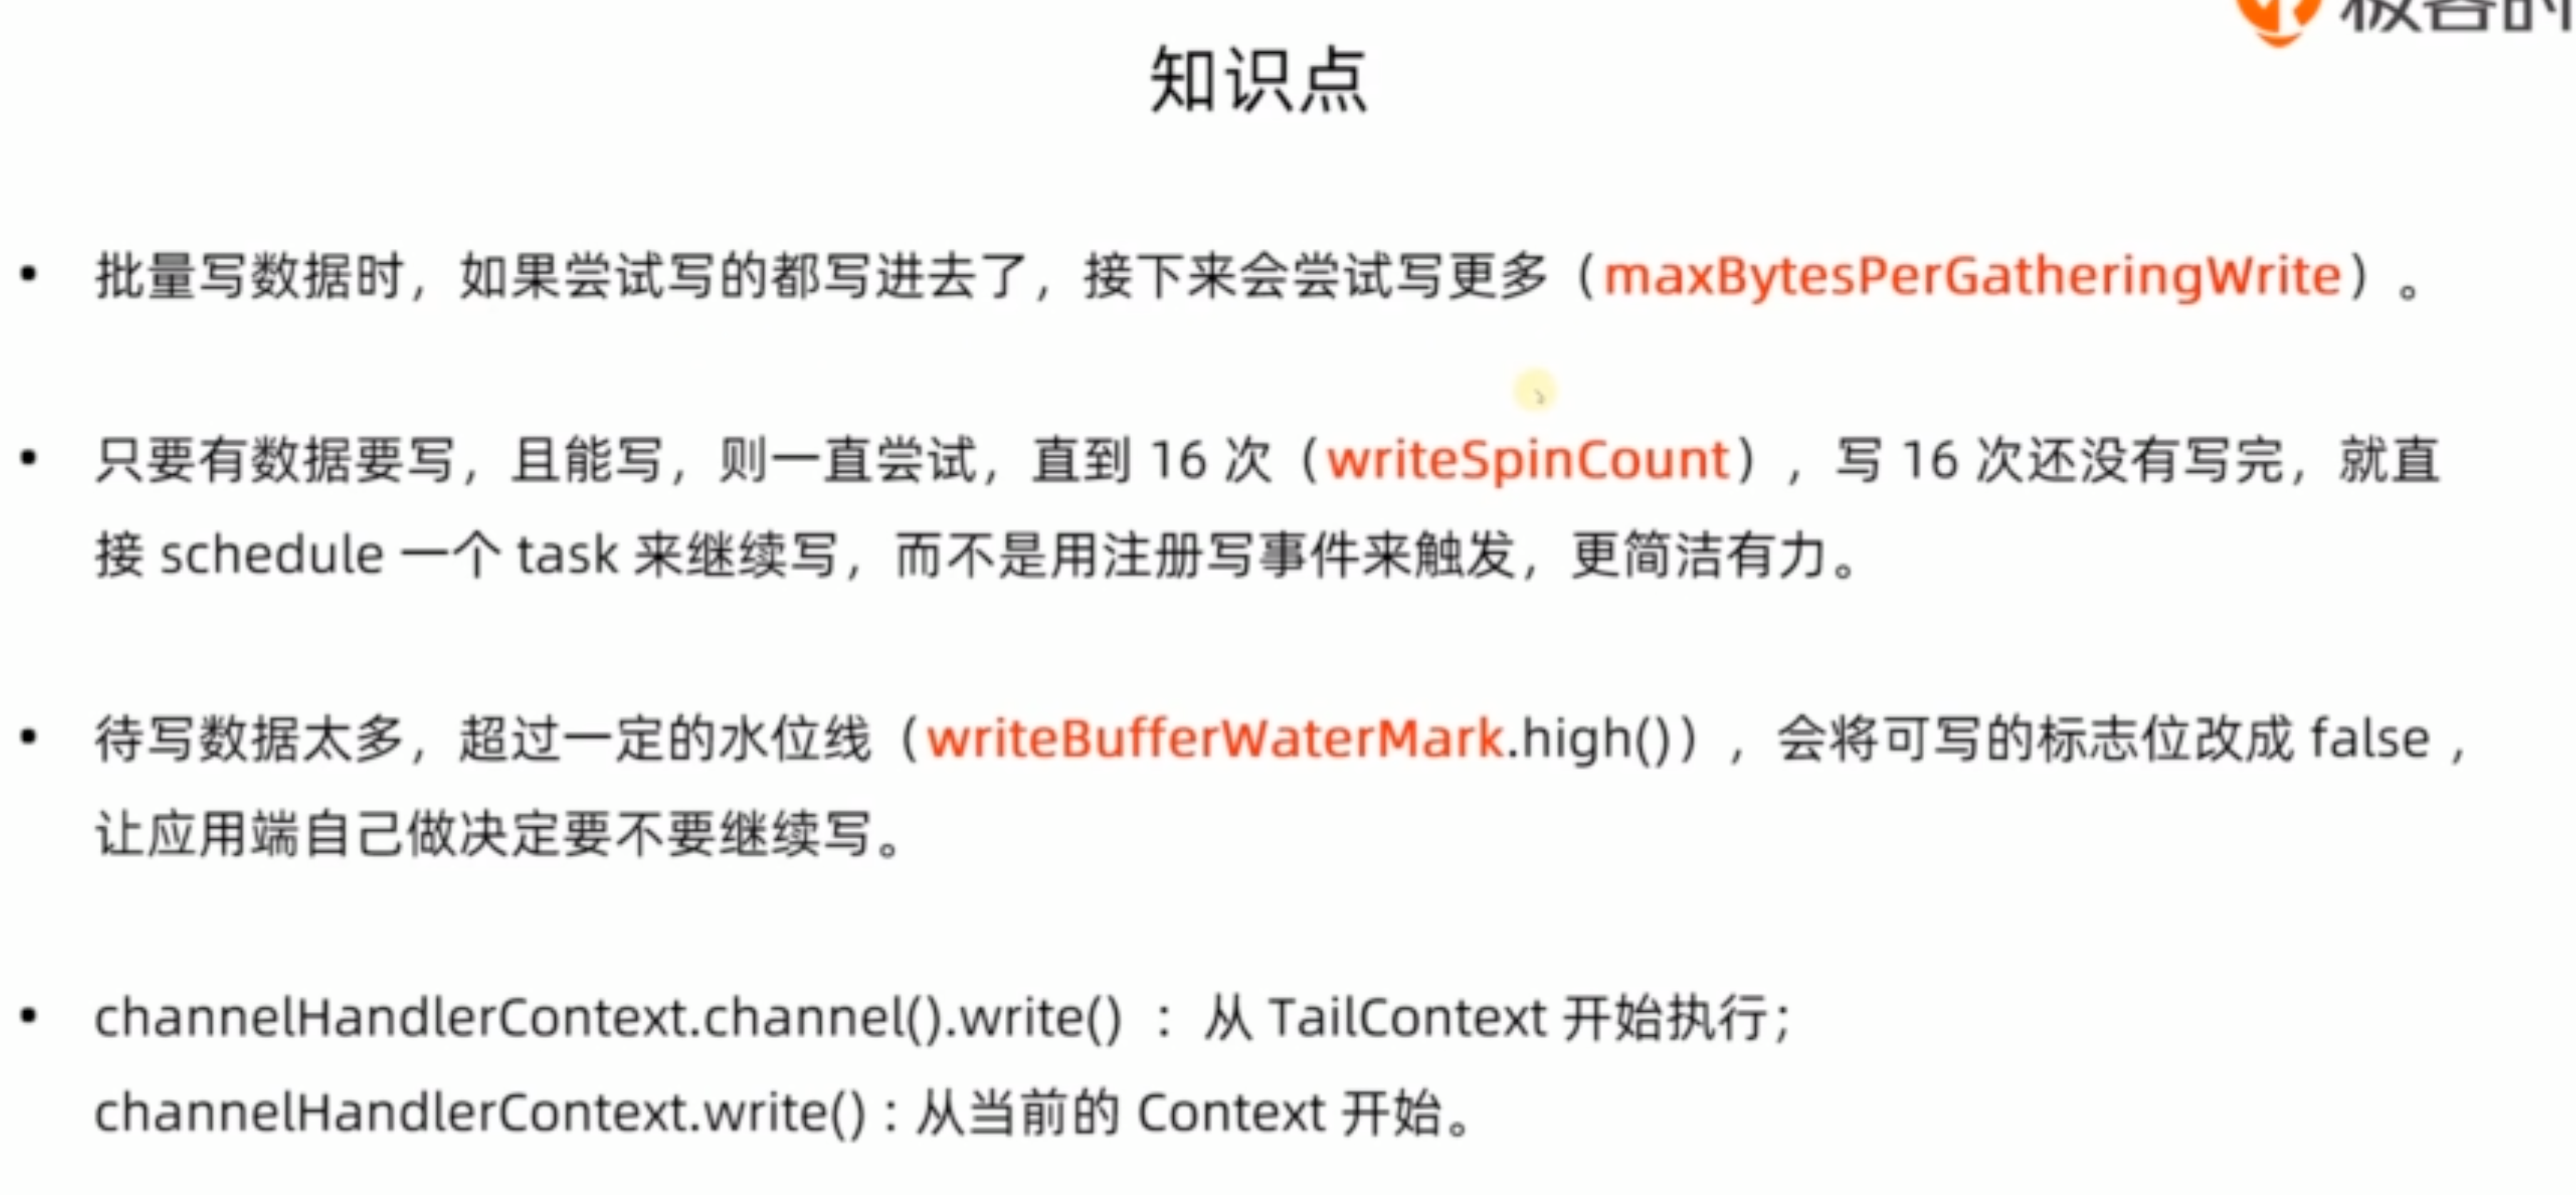 知识点
• 批量写数据时，如果尝试写的都写进去了，接下来会尝试写更多（maxBytesPerGatheringWrite）。
• 只要有数据要写，且能写，则一直尝试，直到 16 次（writeSpinCount），写 16 次还没有写完，就直
接 schedule 一个 task 来继续写，而不是用注册写事件来触发，更简洁有力。
• 待写数据太多，超过一定的水位线（writeBufferWaterMark.high()），会将可写的标志位改成 false，
让应用端自己做决定要不要继续写。
• channelHandlerContext.channel().write() ：从 TailContext 开始执行；
channelHandlerContext.write() : 从当前的 Context 开始。